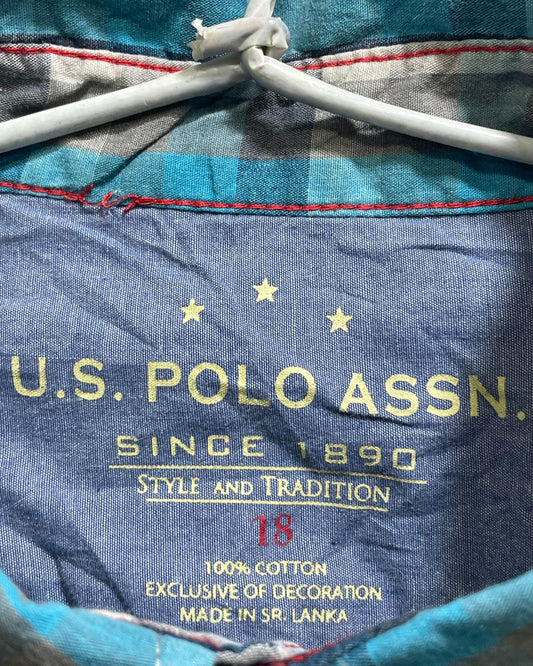 U.S. POLO ASSN.
SINCE 1890
STYLE AND TRADITION
18
100% COTTON
EXCLUSIVE OF DECORATION
MADE IN SR. LANKA